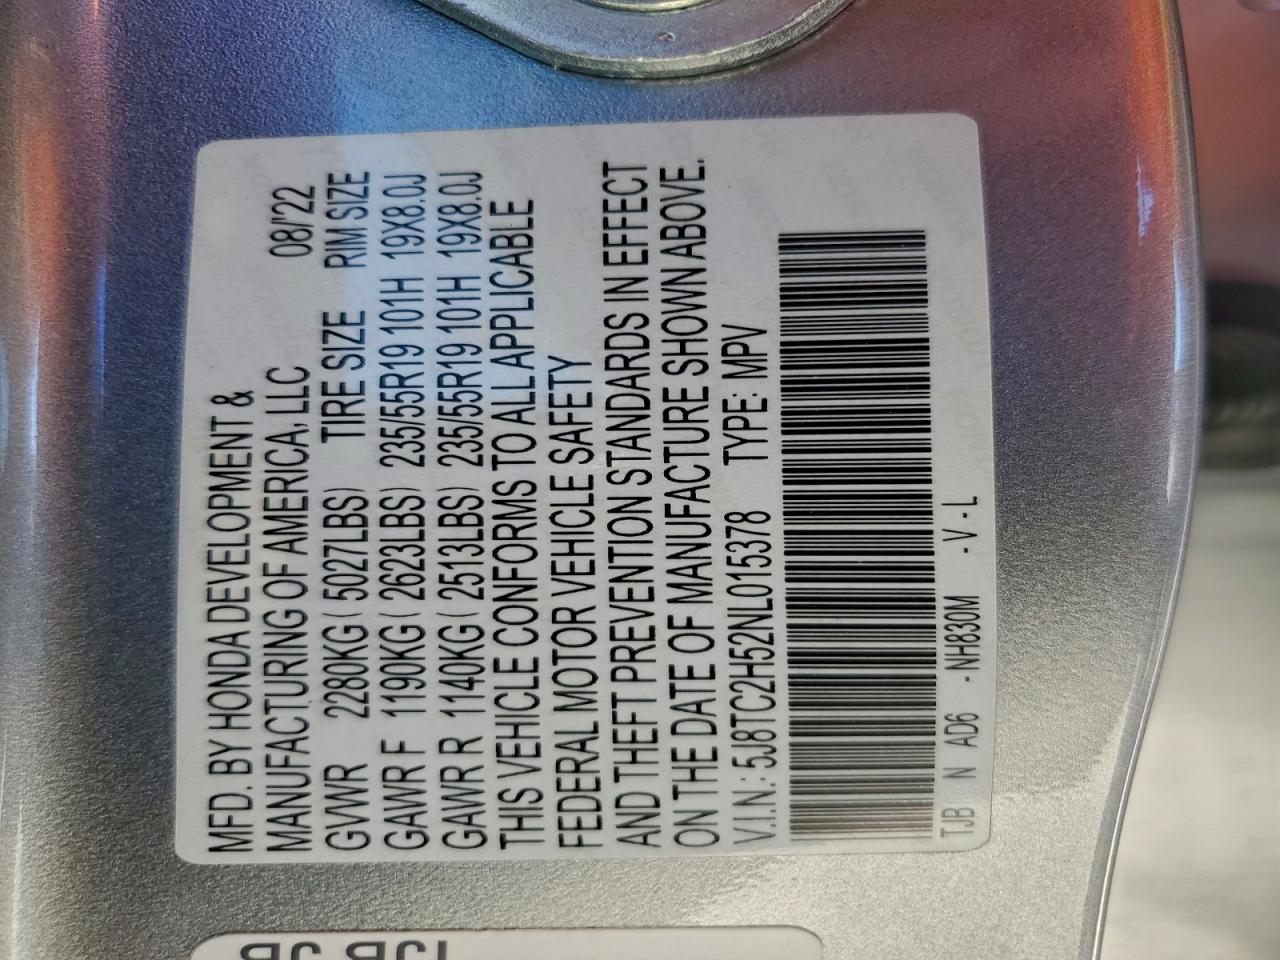 MFD. BY HONDA DEVELOPMENT &
MANUFACTURING OF AMERICA, LLC 08/'22
GVWR 2280KG ( 5027LBS) TIRE SIZE RIM SIZE
GAWR F 1190KG ( 2623LBS) 235/55R19 101H 19X8.0J
GAWR R 1140KG ( 2513LBS) 235/55R19 101H 19X8.0J
THIS VEHICLE CONFORMS TO ALL APPLICABLE
FEDERAL MOTOR VEHICLE SAFETY
AND THEFT PREVENTION STANDARDS IN EFFECT
ON THE DATE OF MANUFACTURE SHOWN ABOVE.
V.I.N.: 5J8TC2H52NL015378 TYPE: MPV
TJB N AD6 -NH830M -V-L